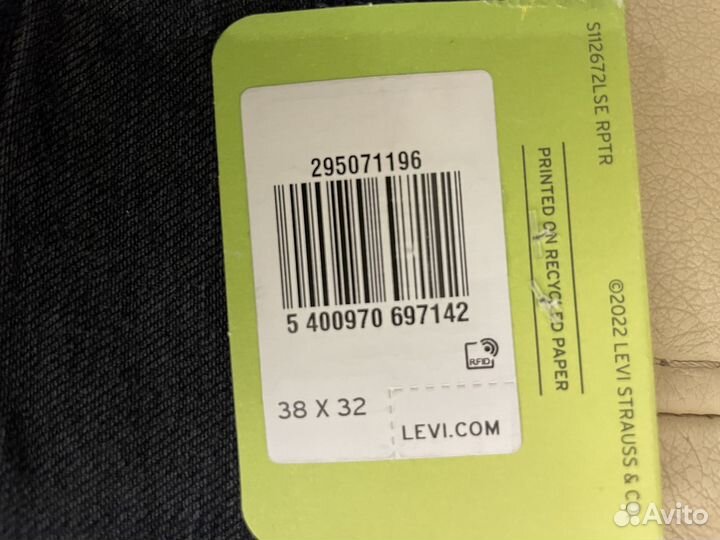 295071196
5 400970 697142
RFID
38 X 32
LEVI.COM
S112672LSE RPTR
PRINTED ON RECYCLED PAPER
©2022 LEVI STRAUSS & CO
Avito